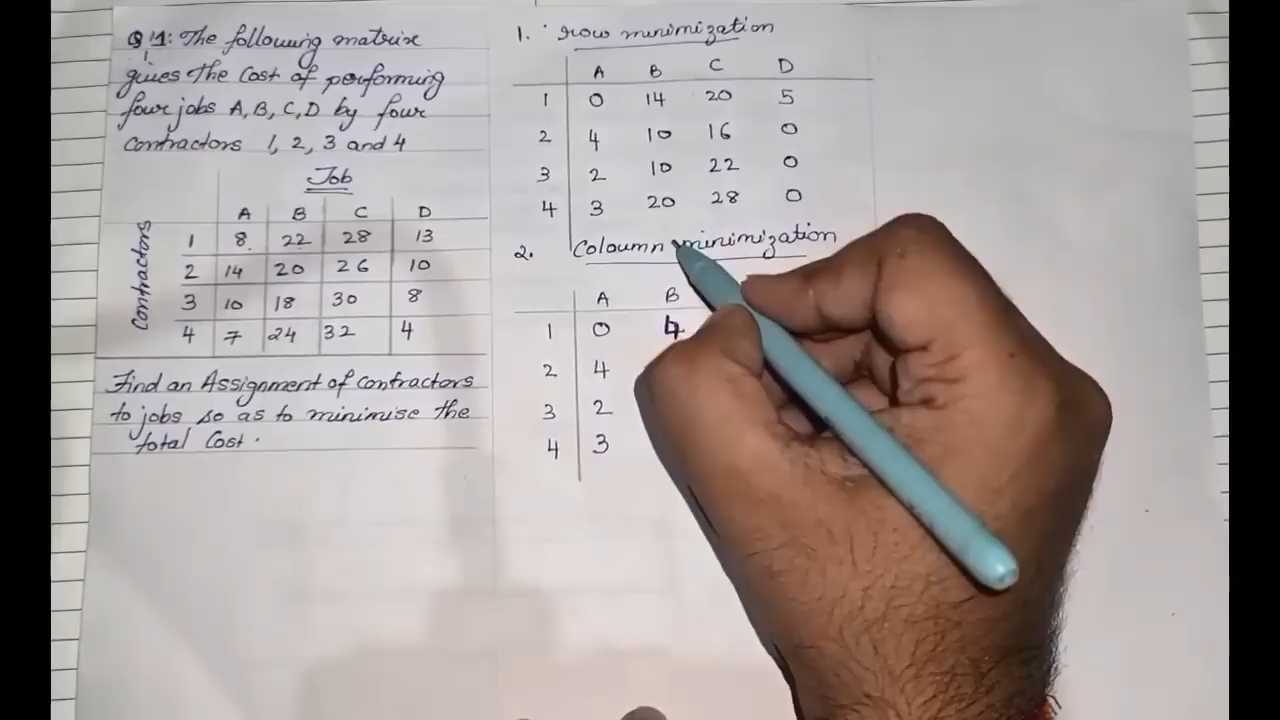 Q 1: The following matrix
gives the Cost of performing
four jobs A, B, C, D by four
Contractors 1, 2, 3 and 4
Job
Contractors
A B C D
1 8 22 28 13
2 14 20 26 10
3 10 18 30 8
4 7 24 32 4
Find an Assignment of contractors
to jobs so as to minimise the
total Cost.
1. row minimization
A B C D
1 0 14 20 5
2 4 10 16 0
3 2 10 22 0
4 3 20 28 0
2. Coloumn minimization
A B
1 0 4
2 4
3 2
4 3